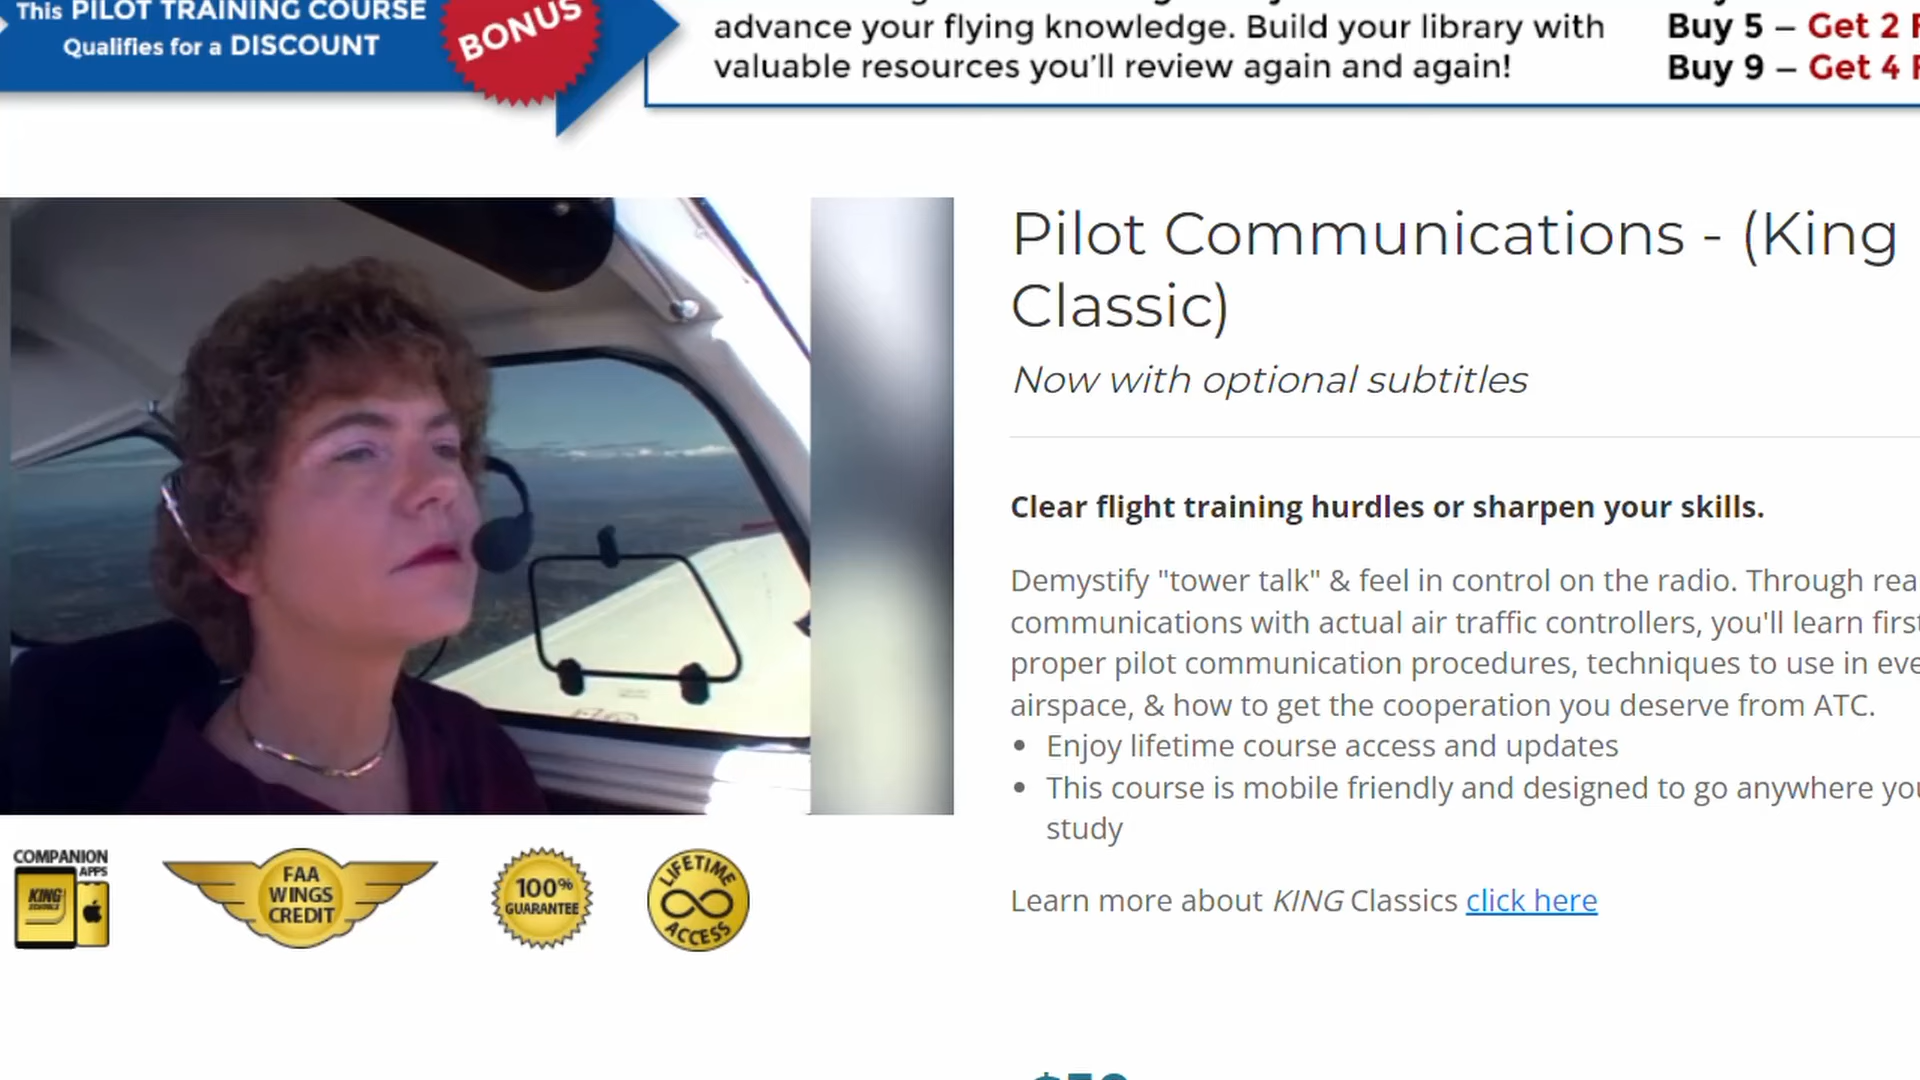 This PILOT TRAINING COURSE
Qualifies for a DISCOUNT
BONUS
advance your flying knowledge. Build your library with
valuable resources you'll review again and again!
Buy 5 – Get 2
Buy 9 – Get 4
Pilot Communications - (King
Classic)
Now with optional subtitles
Clear flight training hurdles or sharpen your skills.
Demystify "tower talk" & feel in control on the radio. Through
communications with actual air traffic controllers, you'll learn
proper pilot communication procedures, techniques to use in
airspace, & how to get the cooperation you deserve from ATC.
• Enjoy lifetime course access and updates
• This course is mobile friendly and designed to go anywhere
study
Learn more about KING Classics click here
COMPANION
APPS
KING
SCHOOLS
FAA
WINGS
CREDIT
100%
GUARANTEE
LIFETIME
ACCESS